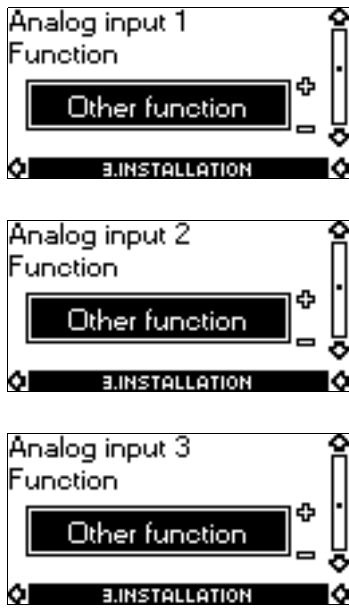 Analog input 1
Function
Other function
3.INSTALLATION
Analog input 2
Function
Other function
3.INSTALLATION
Analog input 3
Function
Other function
3.INSTALLATION